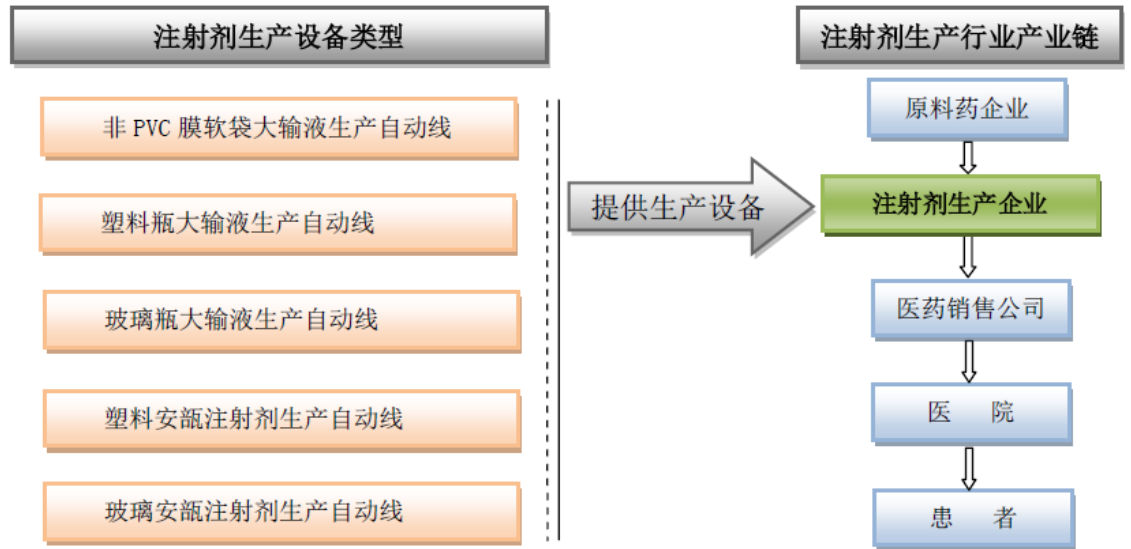 注射剂生产设备类型
非PVC膜软袋大输液生产自动线
塑料瓶大输液生产自动线
玻璃瓶大输液生产自动线
塑料安瓿注射剂生产自动线
玻璃安瓿注射剂生产自动线
提供生产设备
注射剂生产行业产业链
原料药企业
注射剂生产企业
医药销售公司
医 院
患 者